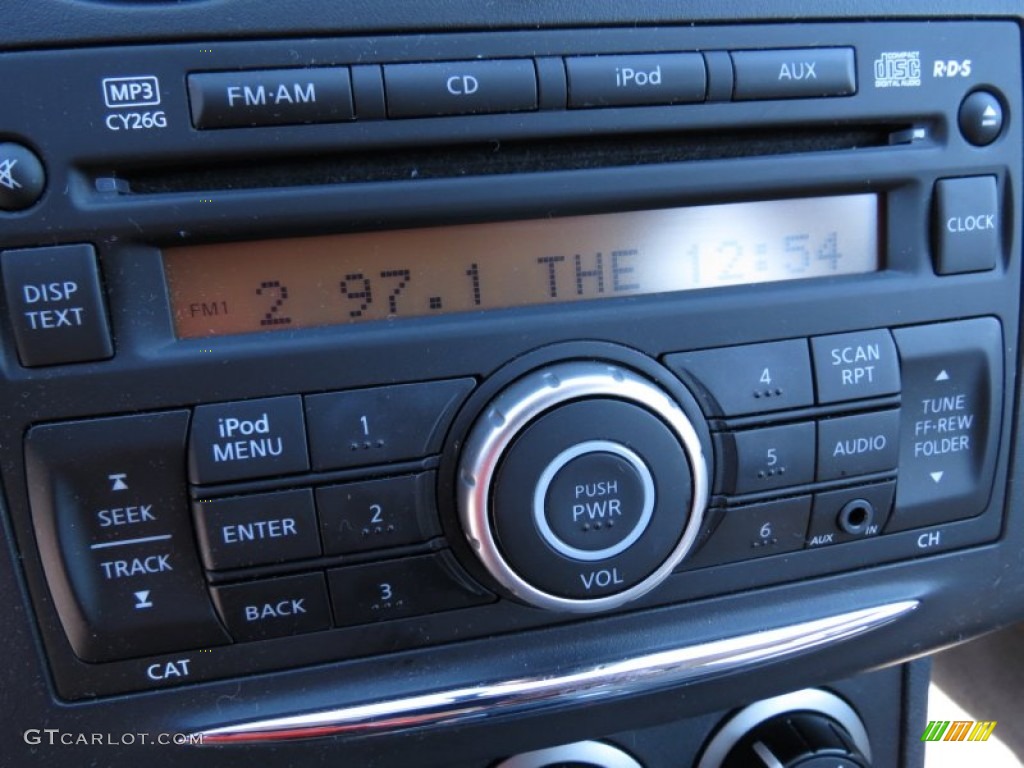 MP3
CY26G
FM·AM
CD
iPod
AUX
COMPACT
disc
DIGITAL AUDIO
R·D·S
CLOCK
DISP
TEXT
FM1 2 97.1 THE 12:54
iPod
MENU
1
4
SCAN
RPT
TUNE
FF·REW
FOLDER
SEEK
TRACK
ENTER
2
PUSH
PWR
VOL
5
AUDIO
BACK
3
6
AUX IN
CH
CAT
GTCARLOT.COM